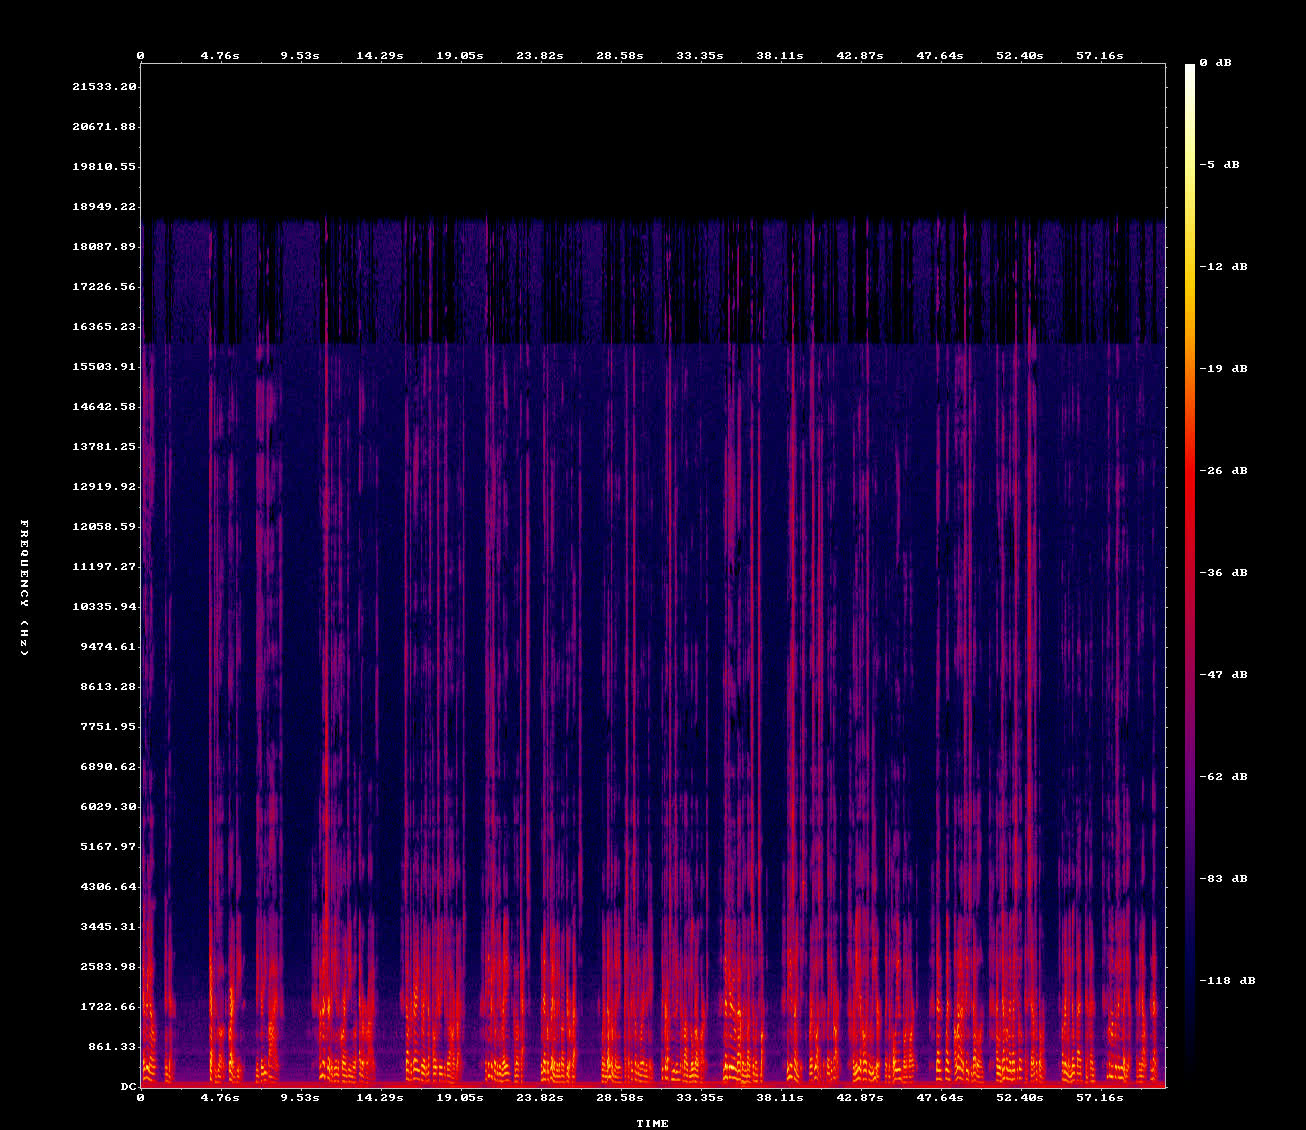 0 4.76s 9.53s 14.29s 19.05s 23.82s 28.58s 33.35s 38.11s 42.87s 47.64s 52.40s 57.16s
0 dB
21533.20
20671.88
-5 dB
19810.55
18949.22
18087.89
-12 dB
17226.56
16365.23
15503.91
-19 dB
14642.58
13781.25
-26 dB
12919.92
12058.59
FREQUENCY (Hz)
11197.27
-36 dB
10335.94
9474.61
-47 dB
8613.28
7751.95
6890.62
-62 dB
6029.30
5167.97
4306.64
-83 dB
3445.31
2583.98
-118 dB
1722.66
861.33
DC
0 4.76s 9.53s 14.29s 19.05s 23.82s 28.58s 33.35s 38.11s 42.87s 47.64s 52.40s 57.16s
TIME